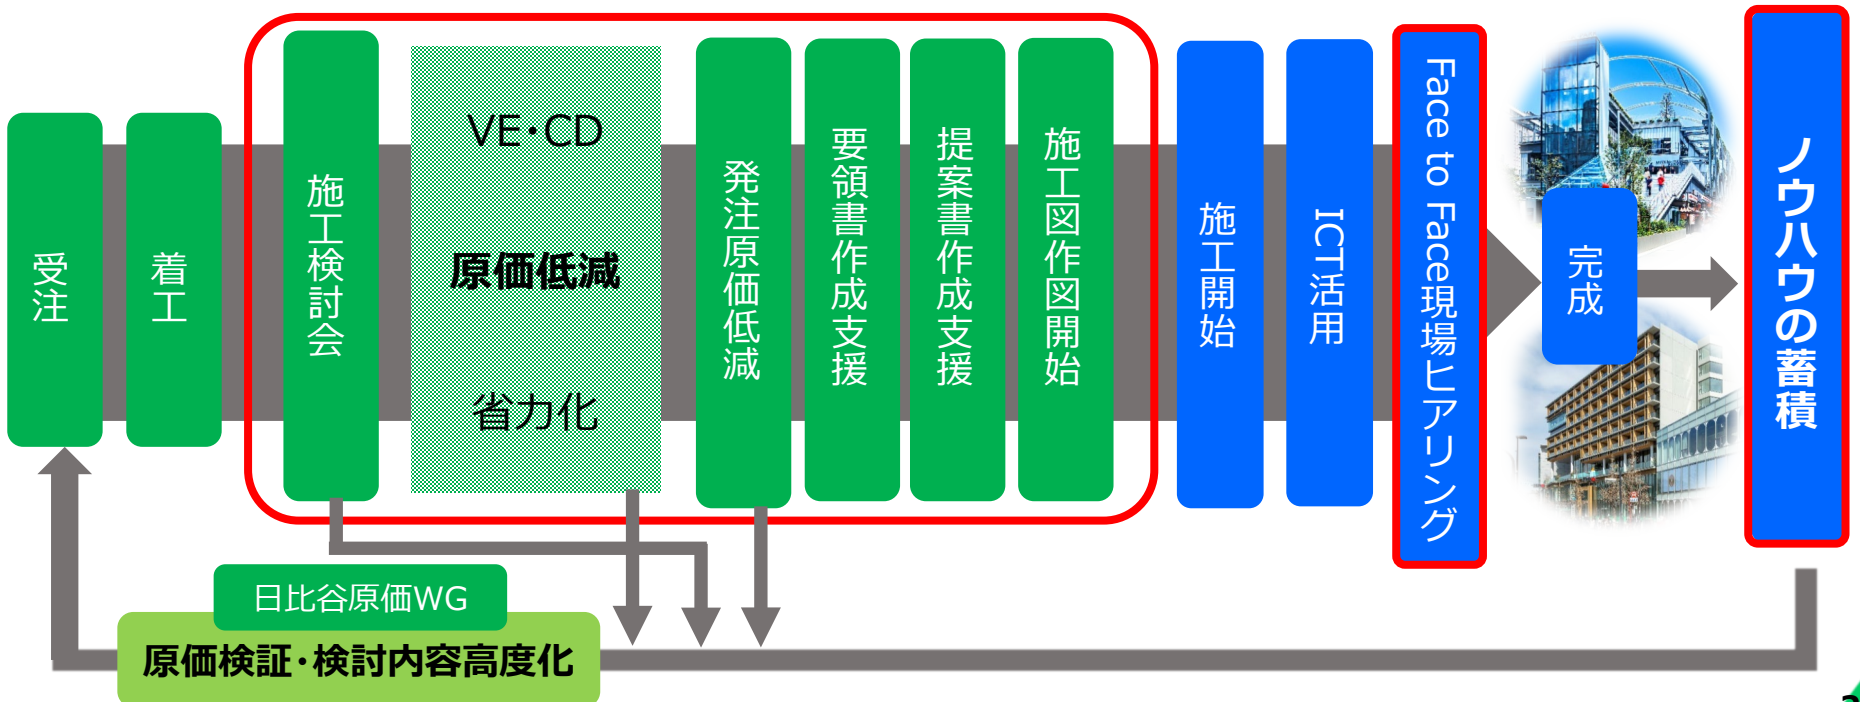 受注
着工
施工検討会
VE・CD
原価低減
省力化
発注原価低減
要領書作成支援
提案書作成支援
施工図作図開始
施工開始
ICT活用
Face to Face現場ヒアリング
完成
ノウハウの蓄積
日比谷原価WG
原価検証・検討内容高度化